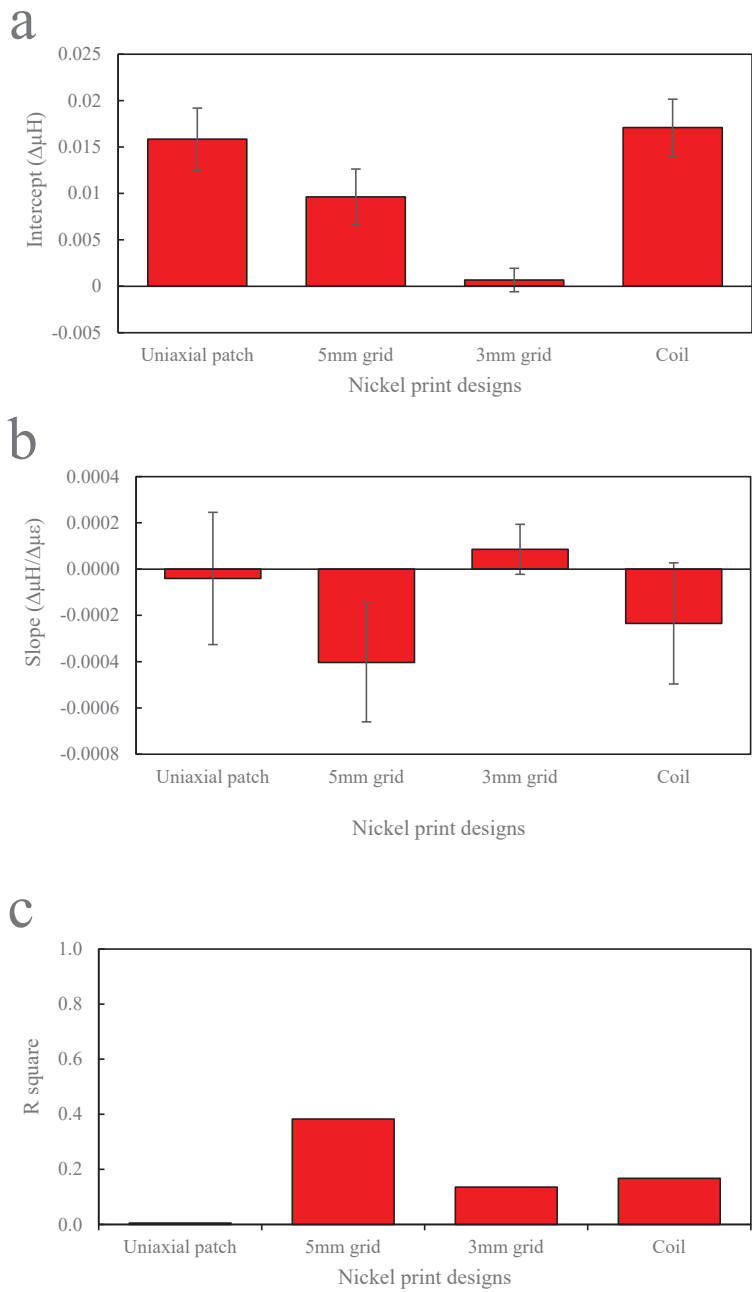 a
0.025
0.02
0.015
0.01
0.005
0
-0.005
Intercept (ΔμH)
Uniaxial patch 5mm grid 3mm grid Coil
Nickel print designs
b
0.0004
0.0002
0.0000
-0.0002
-0.0004
-0.0006
-0.0008
Slope (ΔμH/Δμε)
Uniaxial patch 5mm grid 3mm grid Coil
Nickel print designs
c
1.0
0.8
0.6
0.4
0.2
0.0
R square
Uniaxial patch 5mm grid 3mm grid Coil
Nickel print designs